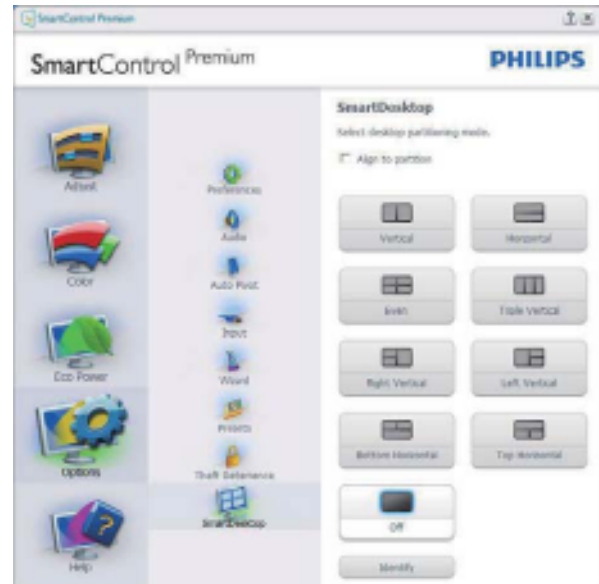 SmartControl Premium
SmartControl Premium
PHILIPS
Adjust
Color
Eco Power
Options
Help
Preferences
Audio
Auto Pivot
Input
Wizard
Presets
Theft Deterrence
SmartDesktop
SmartDesktop
Select desktop partitioning mode.
Align to partition
Vertical
Horizontal
Even
Triple Vertical
Right Vertical
Left Vertical
Bottom Horizontal
Top Horizontal
Off
Identify